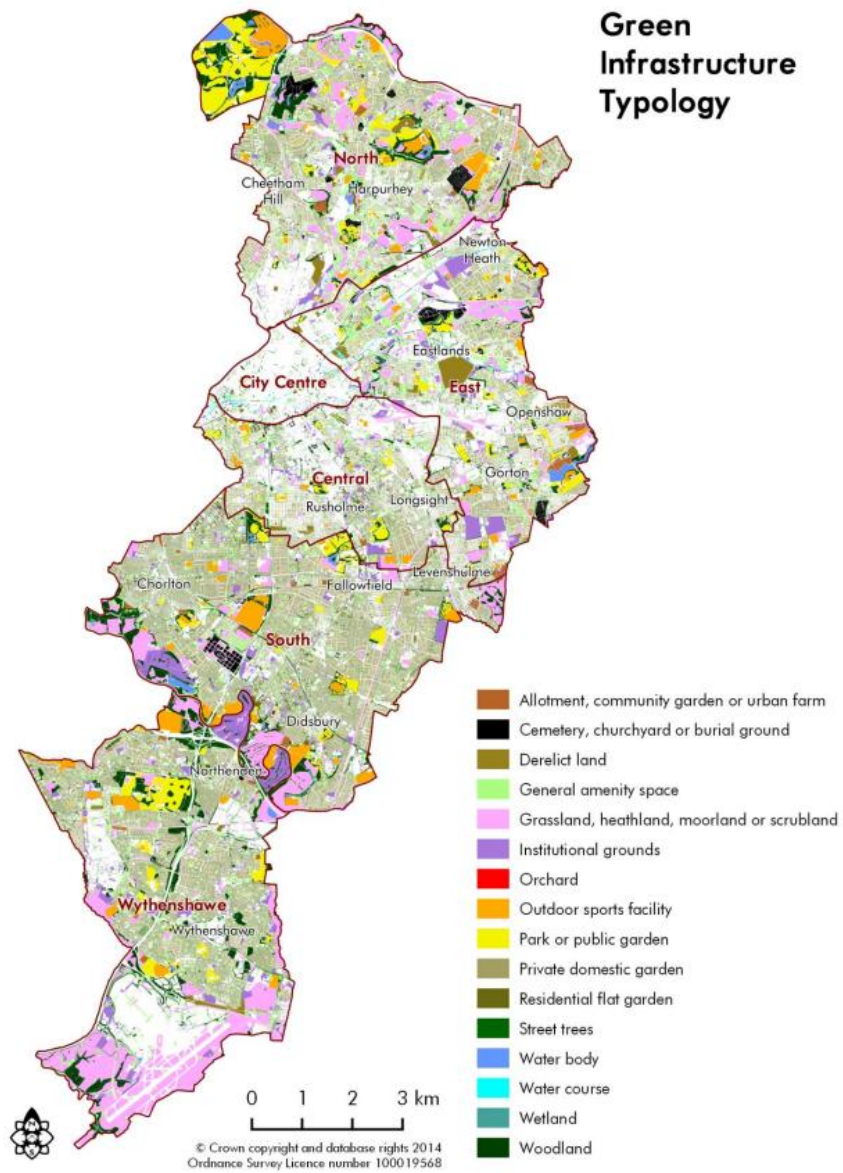 Green
Infrastructure
Typology
North
Cheetham
Hill
Harpurhey
Newton
Heath
Eastlands
City Centre
East
Openshaw
Central
Gorton
Rusholme
Longsight
Chorlton
Fallowfield
Levenshulme
South
Didsbury
Northenden
Wythenshawe
Wythenshawe
Allotment, community garden or urban farm
Cemetery, churchyard or burial ground
Derelict land
General amenity space
Grassland, heathland, moorland or scrubland
Institutional grounds
Orchard
Outdoor sports facility
Park or public garden
Private domestic garden
Residential flat garden
Street trees
Water body
Water course
Wetland
Woodland
0 1 2 3 km
© Crown copyright and database rights 2014
Ordnance Survey Licence number 100019568